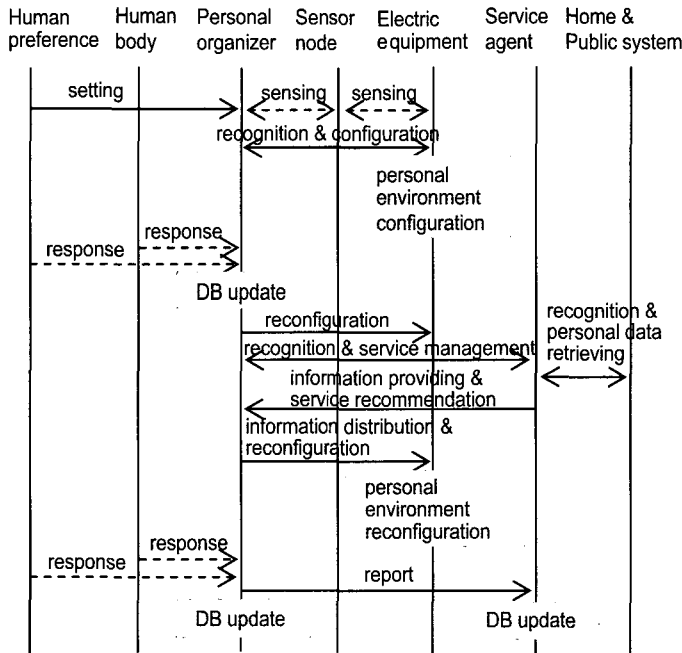 Human preference
Human body
Personal organizer
Sensor node
Electric equipment
Service agent
Home & Public system
setting
sensing
sensing
recognition & configuration
personal
environment
configuration
response
response
DB update
reconfiguration
recognition &
personal data
retrieving
recognition & service management
information providing &
service recommendation
information distribution &
reconfiguration
personal
environment
reconfiguration
response
response
report
DB update
DB update